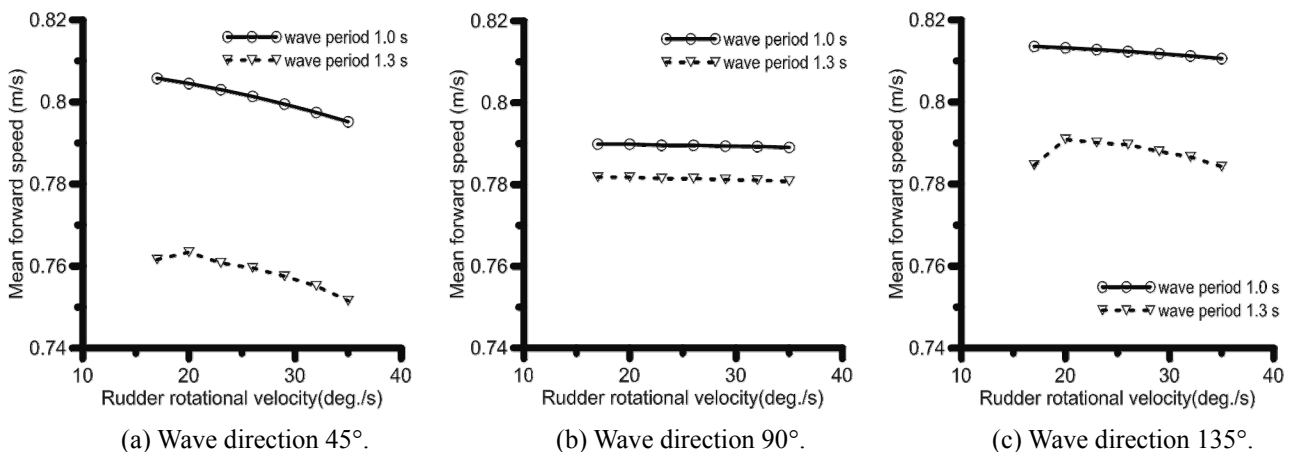 0.82
0.8
0.78
0.76
0.74
Mean forward speed (m/s)
wave period 1.0 s
wave period 1.3 s
10
20
30
40
Rudder rotational velocity(deg./s)
(a) Wave direction 45°.
0.82
0.8
0.78
0.76
0.74
Mean forward speed (m/s)
wave period 1.0 s
wave period 1.3 s
10
20
30
40
Rudder rotational velocity(deg./s)
(b) Wave direction 90°.
0.82
0.8
0.78
0.76
0.74
Mean forward speed (m/s)
wave period 1.0 s
wave period 1.3 s
10
20
30
40
Rudder rotational velocity(deg./s)
(c) Wave direction 135°.